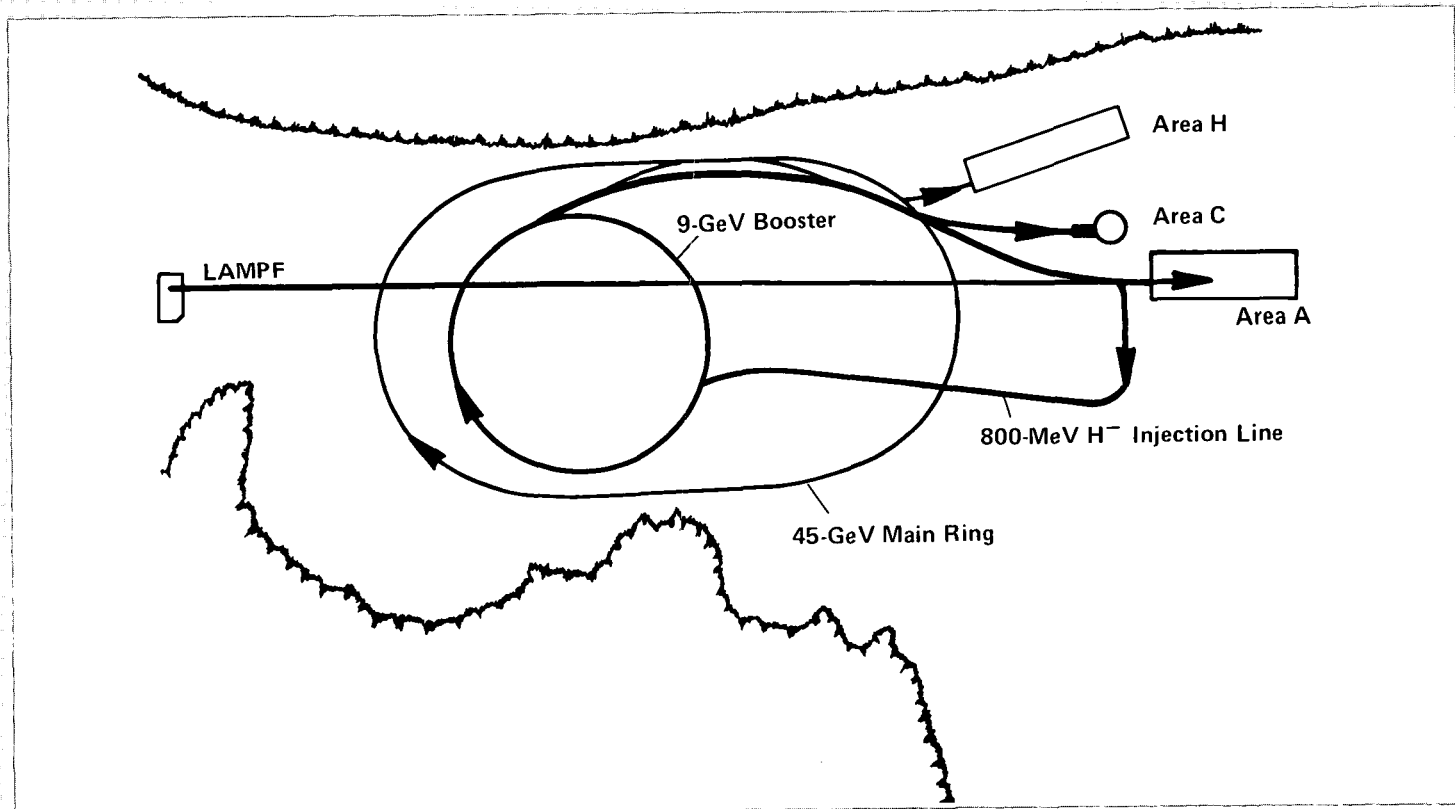 Area H
Area C
9-GeV Booster
LAMPF
Area A
800-MeV H⁻ Injection Line
45-GeV Main Ring